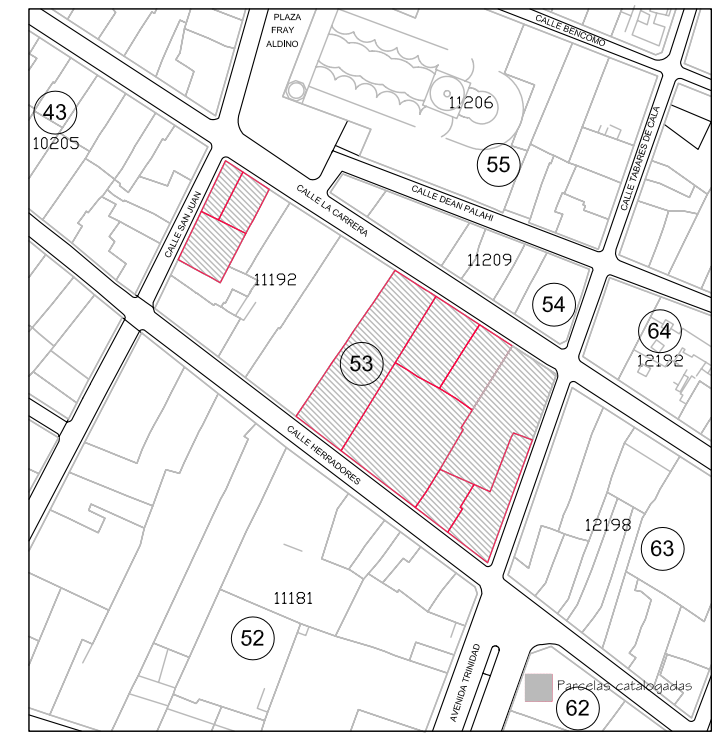 PLAZA
FRAY
ALDINO
CALLE BENCOMO
43
10205
11206
55
CALLE TABARES DE CALA
CALLE SAN JUAN
CALLE LA CARRERA
CALLE DEAN PALAHI
11192
11209
54
64
12192
53
CALLE HERRADORES
12198
63
11181
52
AVENIDA TRINIDAD
Parcelas catalogadas
62